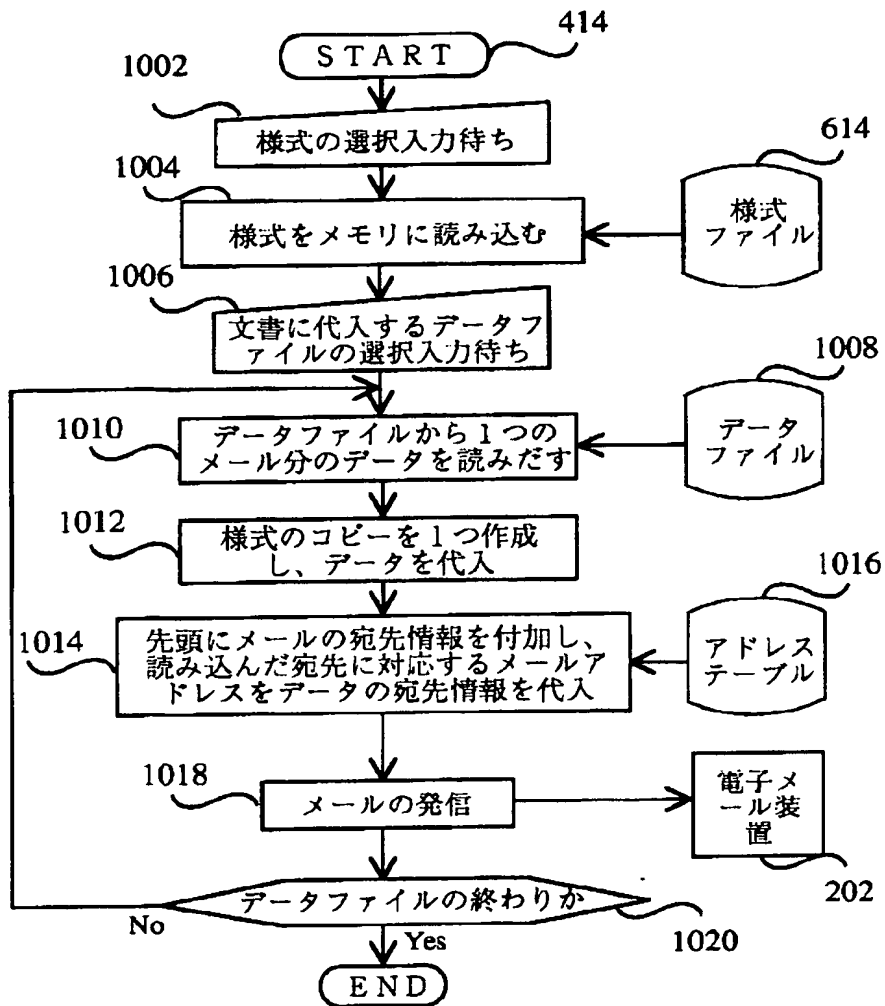 414
START
1002
様式の選択入力待ち
1004
614
様式をメモリに読み込む
様式
ファイル
1006
文書に代入するデータフ
ァイルの選択入力待ち
1008
1010
データファイルから1つの
メール分のデータを読みだす
データ
ファイル
1012
様式のコピーを1つ作成
し、データを代入
1016
1014
先頭にメールの宛先情報を付加し、
読み込んだ宛先に対応するメールア
ドレスをデータの宛先情報を代入
アドレス
テーブル
1018
メールの発信
電子メ
ール装
置
202
データファイルの終わりか
1020
No
Yes
END